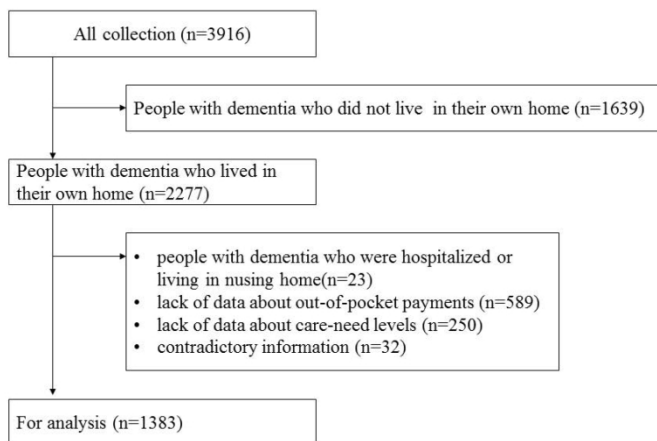 All collection (n=3916)
People with dementia who did not live in their own home (n=1639)
People with dementia who lived in
their own home (n=2277)
• people with dementia who were hospitalized or
living in nusing home(n=23)
• lack of data about out-of-pocket payments (n=589)
• lack of data about care-need levels (n=250)
• contradictory information (n=32)
For analysis (n=1383)